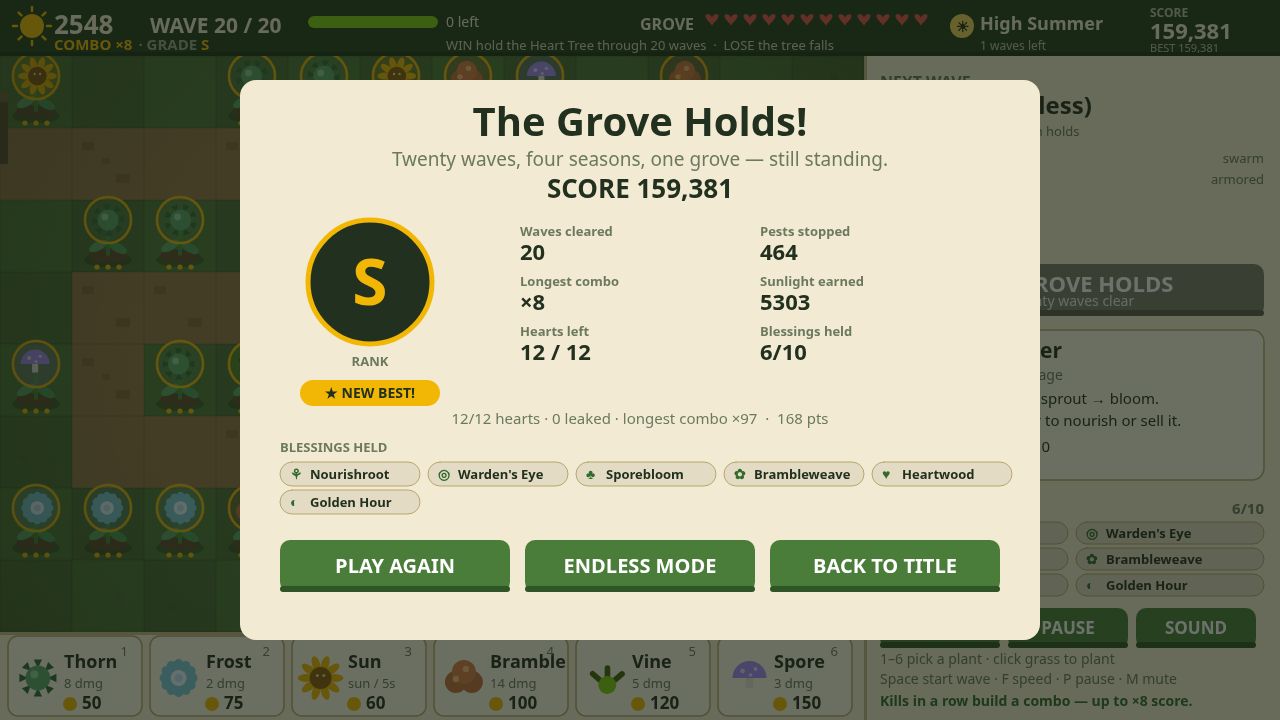 2548
COMBO ×8 · GRADE S
WAVE 20 / 20
0 left
WIN hold the Heart Tree through 20 waves · LOSE the tree falls
GROVE
High Summer
1 waves left
SCORE
159,381
BEST 159,381
The Grove Holds!
Twenty waves, four seasons, one grove — still standing.
SCORE 159,381
S
RANK
★ NEW BEST!
Waves cleared
20
Pests stopped
464
Longest combo
×8
Sunlight earned
5303
Hearts left
12 / 12
Blessings held
6/10
12/12 hearts · 0 leaked · longest combo ×97 · 168 pts
BLESSINGS HELD
Nourishroot
Warden's Eye
Sporebloom
Brambleweave
Heartwood
Golden Hour
PLAY AGAIN
ENDLESS MODE
BACK TO TITLE
holds
swarm
armored
HOLDS
waves clear
sprout → bloom.
to nourish or sell it.
0
6/10
Warden's Eye
Brambleweave
Golden Hour
PAUSE
SOUND
1–6 pick a plant · click grass to plant
Space start wave · F speed · P pause · M mute
Kills in a row build a combo — up to ×8 score.
Thorn 1
8 dmg
50
Frost 2
2 dmg
75
Sun 3
sun / 5s
60
Bramble 4
14 dmg
100
Vine 5
5 dmg
120
Spore 6
3 dmg
150